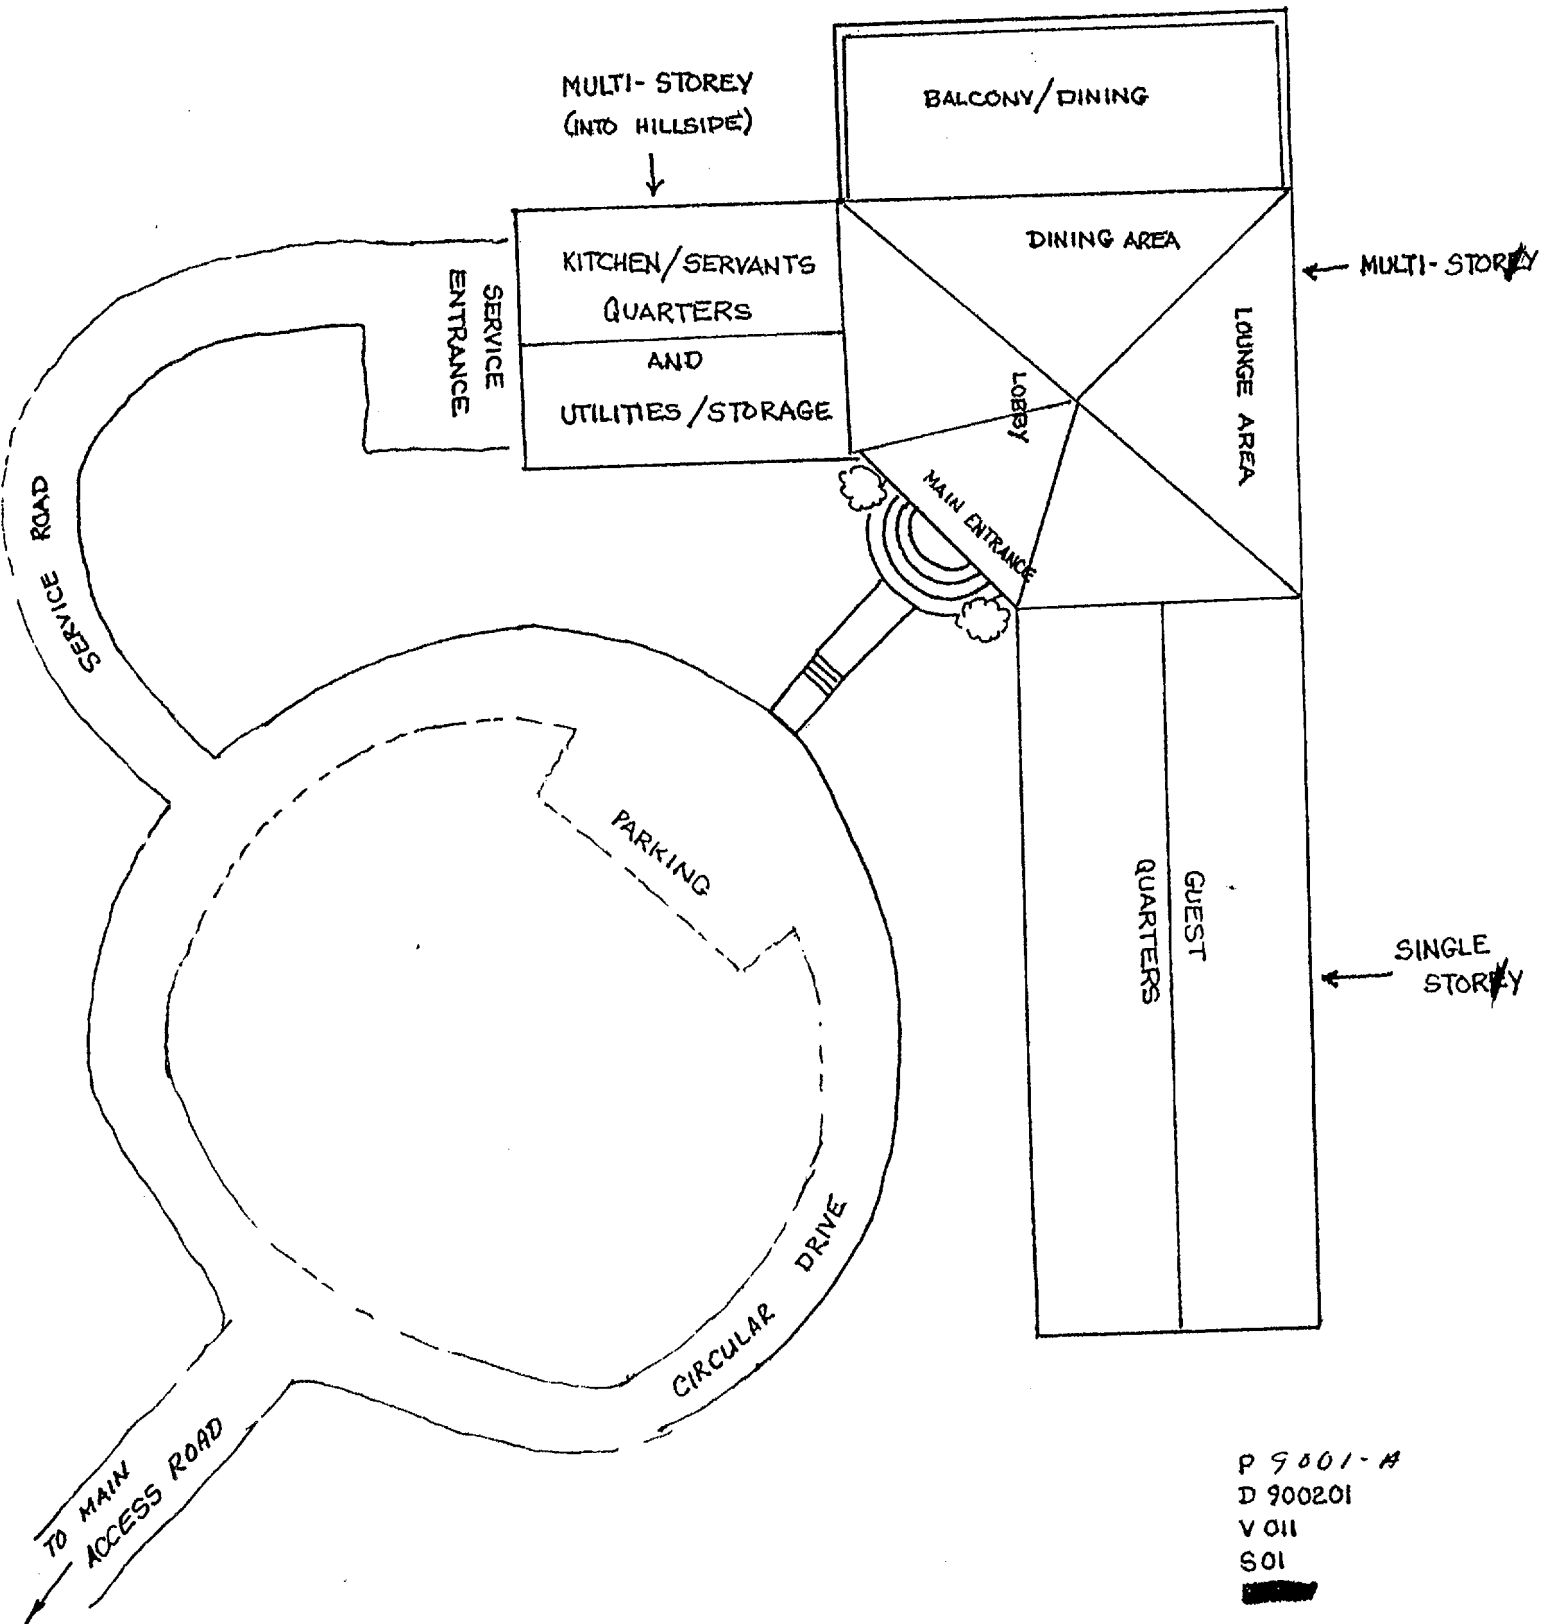 MULTI-STOREY
(INTO HILLSIDE)
BALCONY/DINING
DINING AREA
MULTI-STOREY
KITCHEN/SERVANTS
QUARTERS
AND
UTILITIES/STORAGE
SERVICE
ENTRANCE
LOBBY
LOUNGE AREA
MAIN ENTRANCE
SERVICE ROAD
PARKING
GUEST
QUARTERS
SINGLE
STOREY
CIRCULAR DRIVE
TO MAIN
ACCESS ROAD
P 9001-A
D 900201
V 011
S01